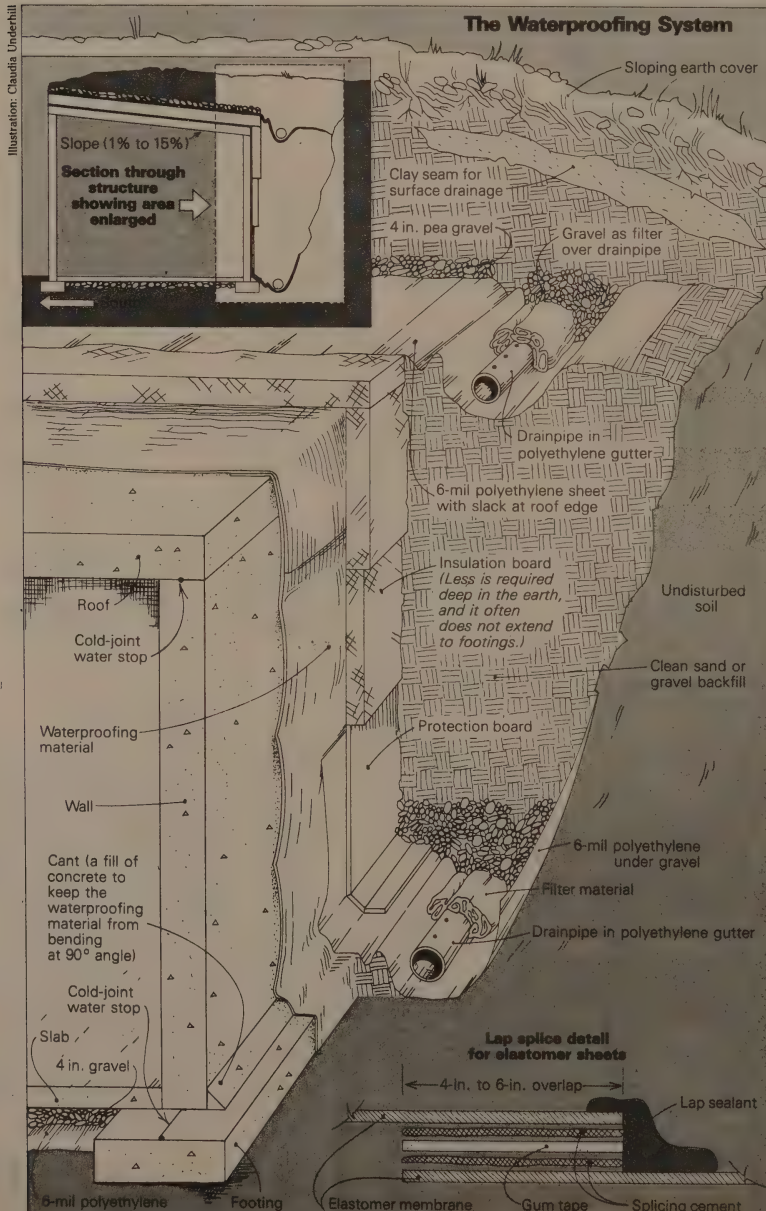 Illustration: Claudia Underhill
The Waterproofing System
Sloping earth cover
Slope (1% to 15%)
Section through
structure
showing area
enlarged
Clay seam for
surface drainage
4 in. pea gravel
Gravel as filter
over drainpipe
South
Drainpipe in
polyethylene gutter
6-mil polyethylene sheet
with slack at roof edge
Insulation board
(Less is required
deep in the earth,
and it often
does not extend
to footings.)
Undisturbed
soil
Roof
Cold-joint
water stop
Clean sand or
gravel backfill
Waterproofing
material
Protection board
Wall
Cant (a fill of
concrete to
keep the
waterproofing
material from
bending
at 90° angle)
6-mil polyethylene
under gravel
Filter material
Drainpipe in polyethylene gutter
Cold-joint
water stop
Slab
4 in. gravel
Lap splice detail
for elastomer sheets
4-in. to 6-in. overlap
Lap sealant
6-mil polyethylene
Footing
Elastomer membrane
Gum tape
Splicing cement